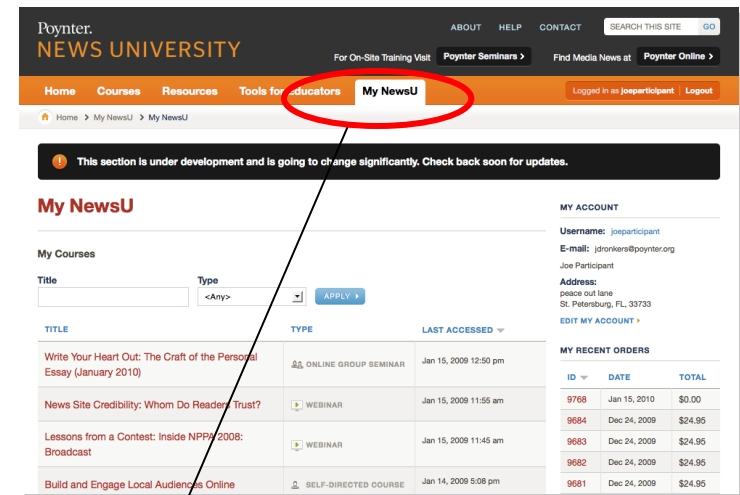 Poynter.
NEWS UNIVERSITY
ABOUT HELP CONTACT SEARCH THIS SITE GO
For On-Site Training Visit Poynter Seminars > Find Media News at Poynter Online >
Home Courses Resources Tools for educators My NewsU Logged in as joeparticipant | Logout
Home > My NewsU > My NewsU
! This section is under development and is going to change significantly. Check back soon for updates.
My NewsU
My Courses
Title Type
<Any> APPLY
TITLE TYPE LAST ACCESSED
Write Your Heart Out: The Craft of the Personal
Essay (January 2010)
ONLINE GROUP SEMINAR Jan 15, 2009 12:50 pm
News Site Credibility: Whom Do Readers Trust? WEBINAR Jan 15, 2009 11:55 am
Lessons from a Contest: Inside NPPA 2008:
Broadcast
WEBINAR Jan 15, 2009 11:45 am
Build and Engage Local Audiences Online SELF-DIRECTED COURSE Jan 14, 2009 5:08 pm
MY ACCOUNT
Username: joeparticipant
E-mail: jdronkers@poynter.org
Joe Participant
Address:
peace out lane
St. Petersburg, FL, 33733
EDIT MY ACCOUNT
MY RECENT ORDERS
ID DATE TOTAL
9768 Jan 15, 2010 $0.00
9684 Dec 24, 2009 $24.95
9683 Dec 24, 2009 $24.95
9682 Dec 24, 2009 $24.95
9681 Dec 24, 2009 $24.95